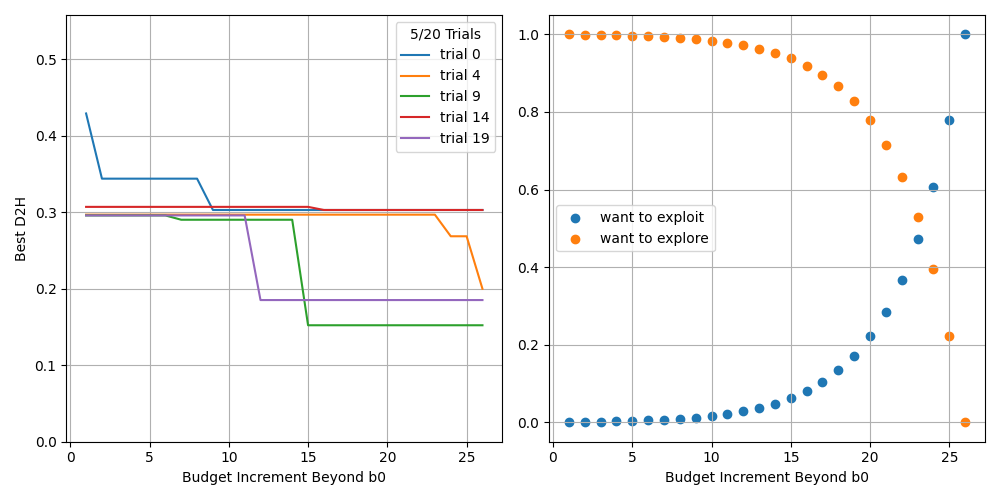 5/20 Trials
trial 0
trial 4
trial 9
trial 14
trial 19
Best D2H
0.5
0.4
0.3
0.2
0.1
0.0
0 5 10 15 20 25
Budget Increment Beyond b0
1.0
0.8
0.6
0.4
0.2
0.0
want to exploit
want to explore
0 5 10 15 20 25
Budget Increment Beyond b0